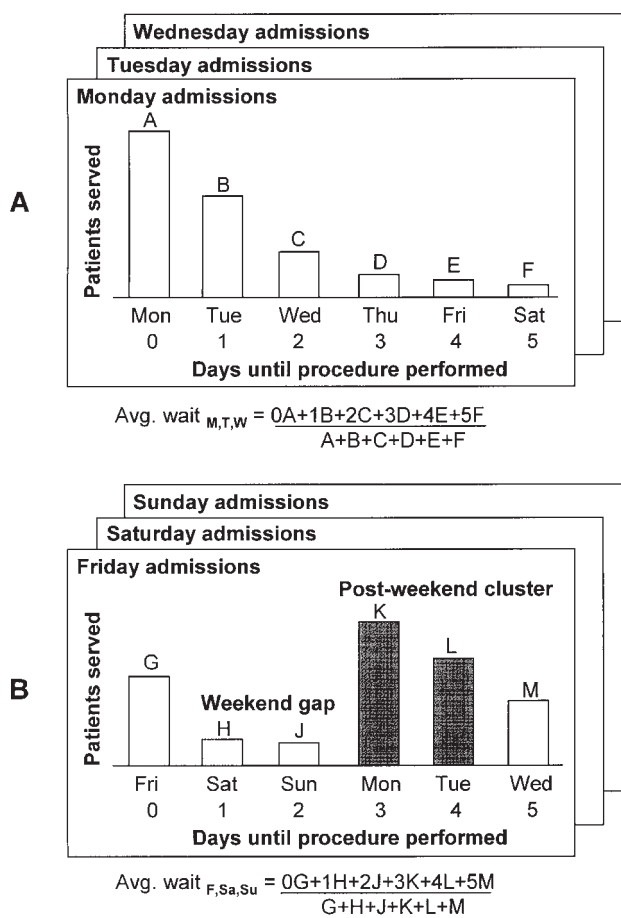 Wednesday admissions
Tuesday admissions
Monday admissions
A
A
B
C
D
E
F
Patients served
Mon Tue Wed Thu Fri Sat
0 1 2 3 4 5
Days until procedure performed
Avg. wait M,T,W = 0A+1B+2C+3D+4E+5F
A+B+C+D+E+F
Sunday admissions
Saturday admissions
Friday admissions
Post-weekend cluster
K
L
G
M
Weekend gap
H J
B
Patients served
Fri Sat Sun Mon Tue Wed
0 1 2 3 4 5
Days until procedure performed
Avg. wait F,Sa,Su = 0G+1H+2J+3K+4L+5M
G+H+J+K+L+M